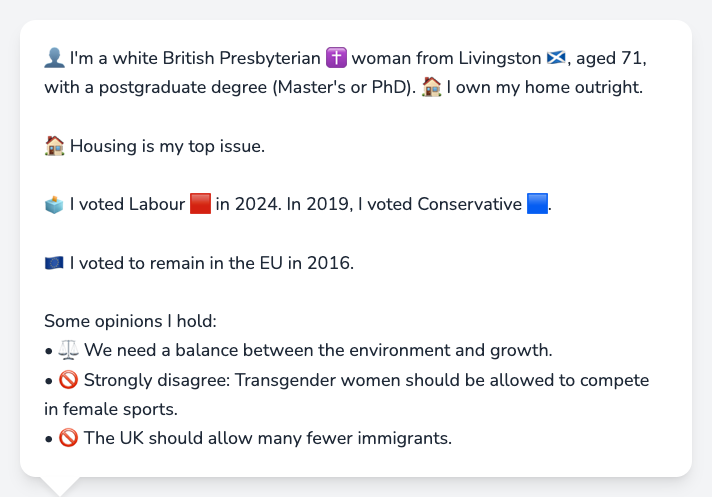 👤 I'm a white British Presbyterian ✝️ woman from Livingston 🏴󠁧󠁢󠁳󠁣󠁴󠁿, aged 71,
with a postgraduate degree (Master's or PhD). 🏠 I own my home outright.
🏠 Housing is my top issue.
🗳️ I voted Labour 🟥 in 2024. In 2019, I voted Conservative 🟦.
🇪🇺 I voted to remain in the EU in 2016.
Some opinions I hold:
• ⚖️ We need a balance between the environment and growth.
• 🚫 Strongly disagree: Transgender women should be allowed to compete
in female sports.
• 🚫 The UK should allow many fewer immigrants.